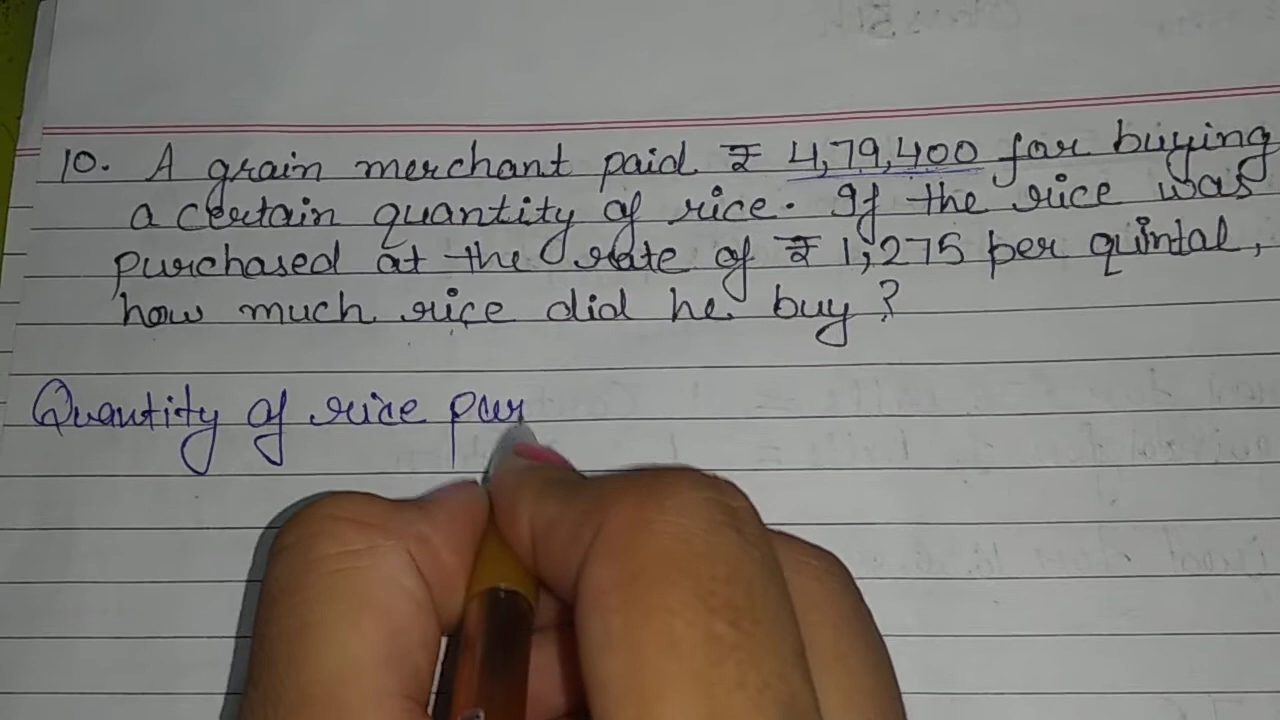 10. A grain merchant paid ₹ 4,79,400 for buying
a certain quantity of rice. If the rice was
purchased at the rate of ₹ 1,275 per quintal,
how much rice did he buy?
Quantity of rice pur